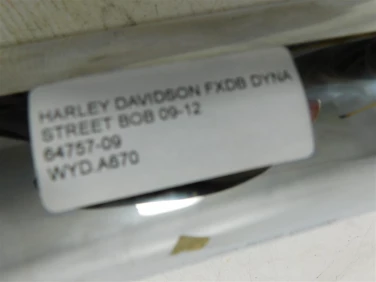 HARLEY DAVIDSON FXDB DYNA
STREET BOB 09-12
64757-09
WYD.A670